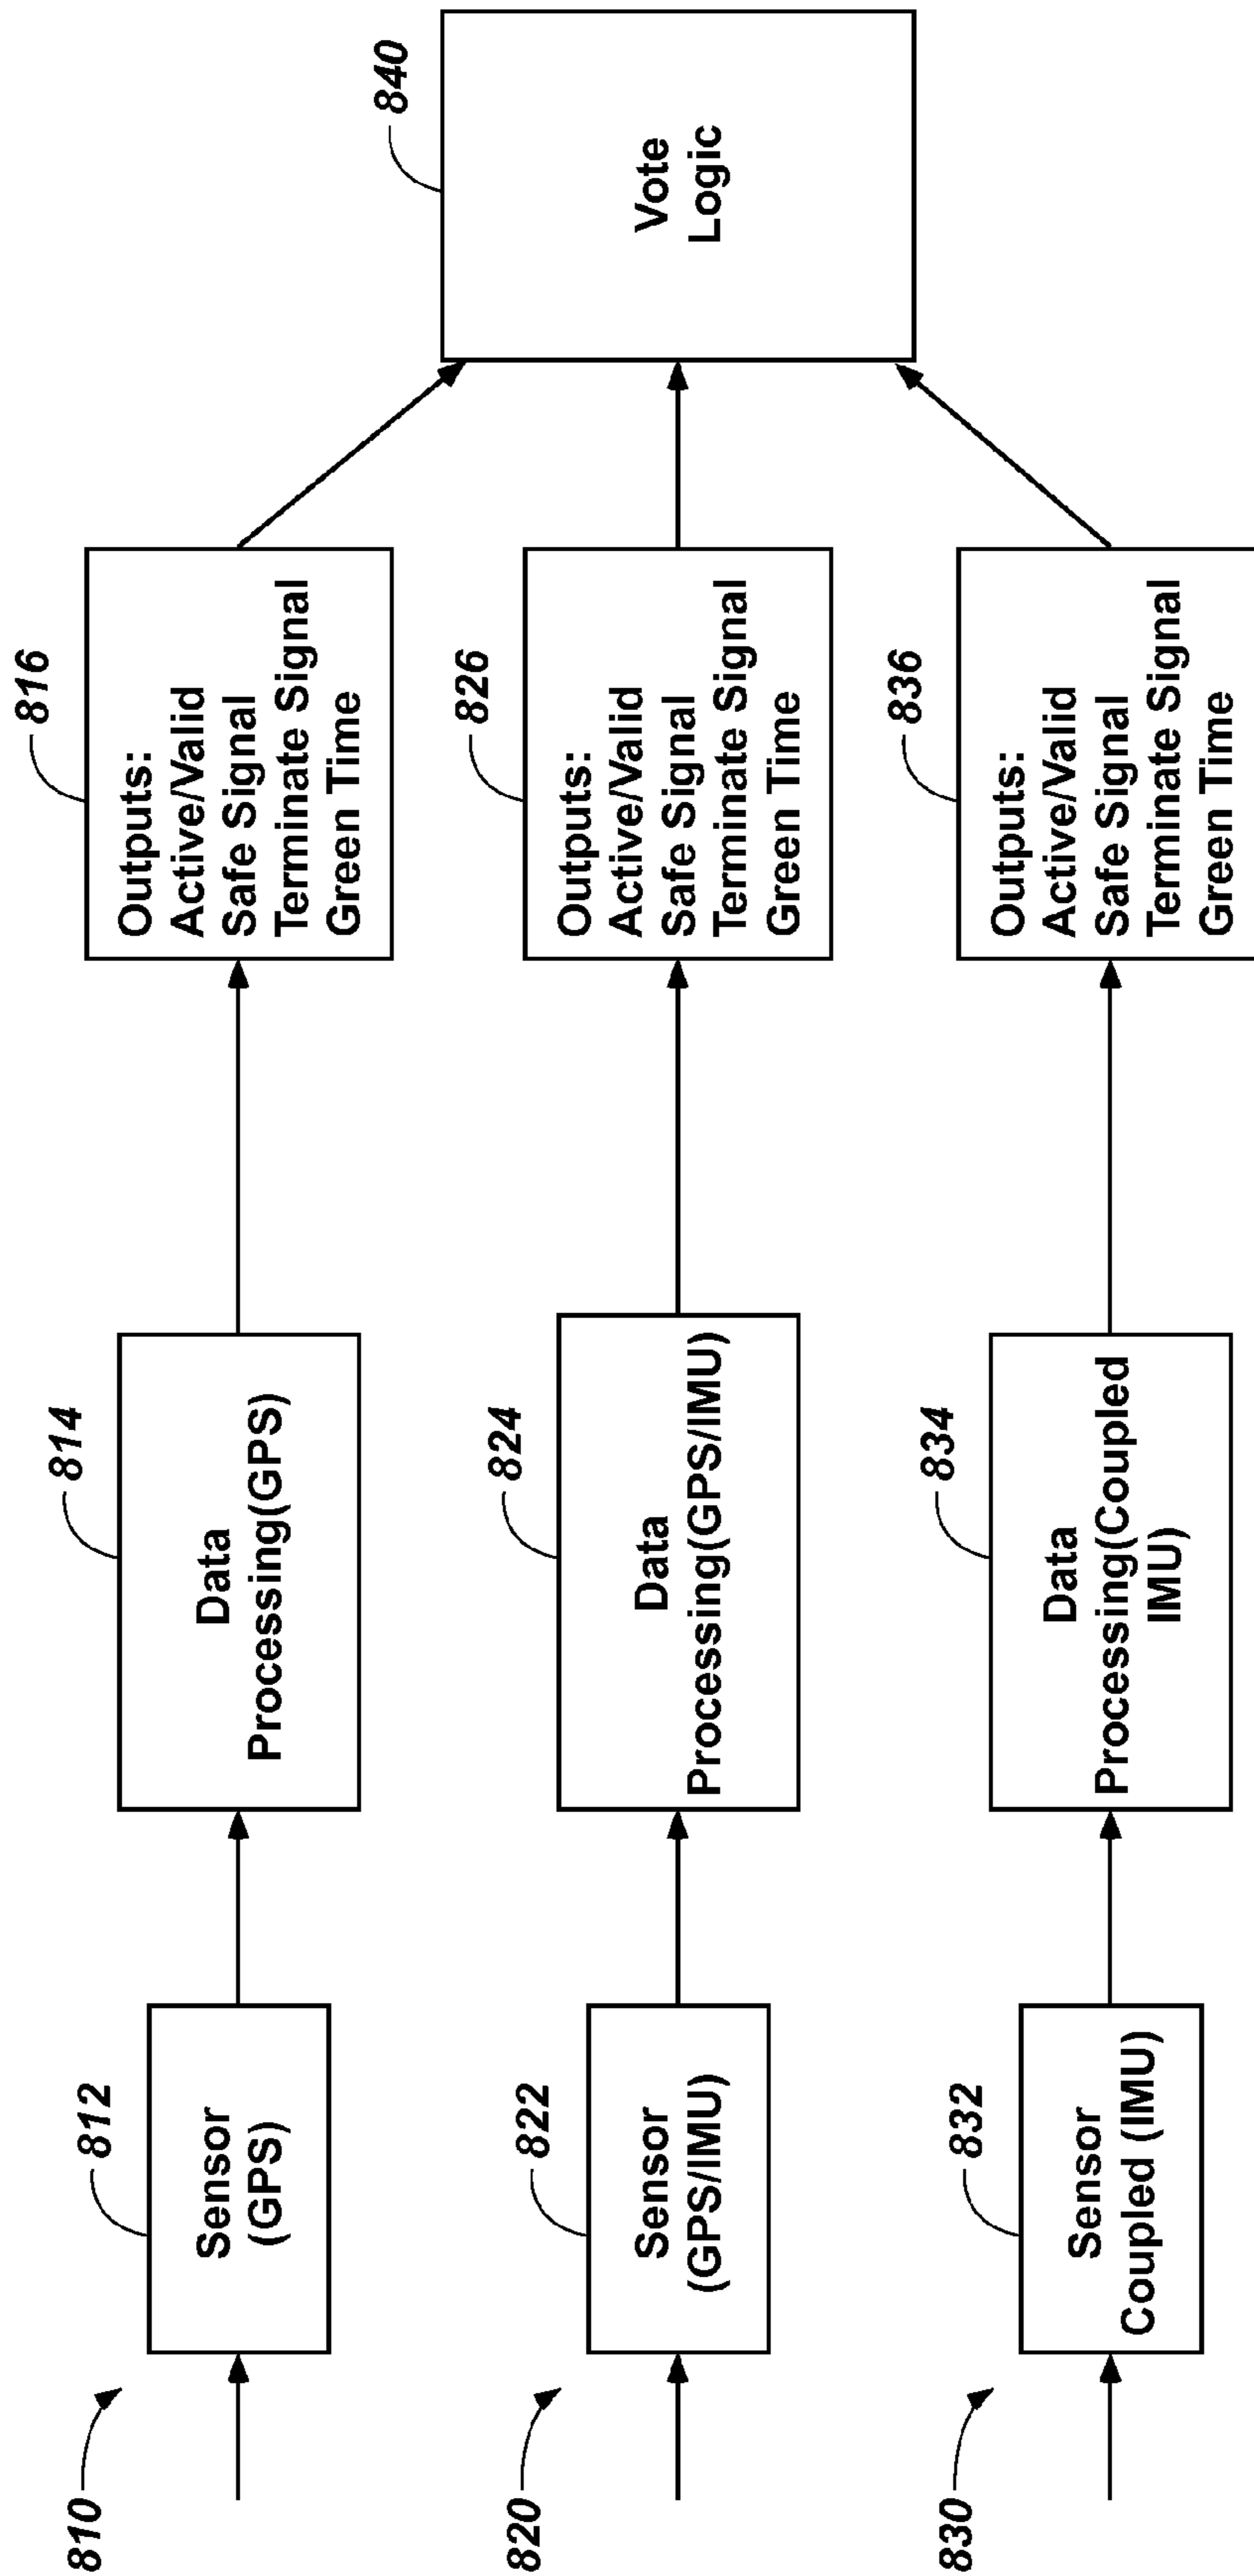 810
812
Sensor
(GPS)
814
Data
Processing(GPS)
816
Outputs:
Active/Valid
Safe Signal
Terminate Signal
Green Time
820
822
Sensor
(GPS/IMU)
824
Data
Processing(GPS/IMU)
826
Outputs:
Active/Valid
Safe Signal
Terminate Signal
Green Time
830
832
Sensor
Coupled (IMU)
834
Data
Processing(Coupled
IMU)
836
Outputs:
Active/Valid
Safe Signal
Terminate Signal
Green Time
840
Vote
Logic